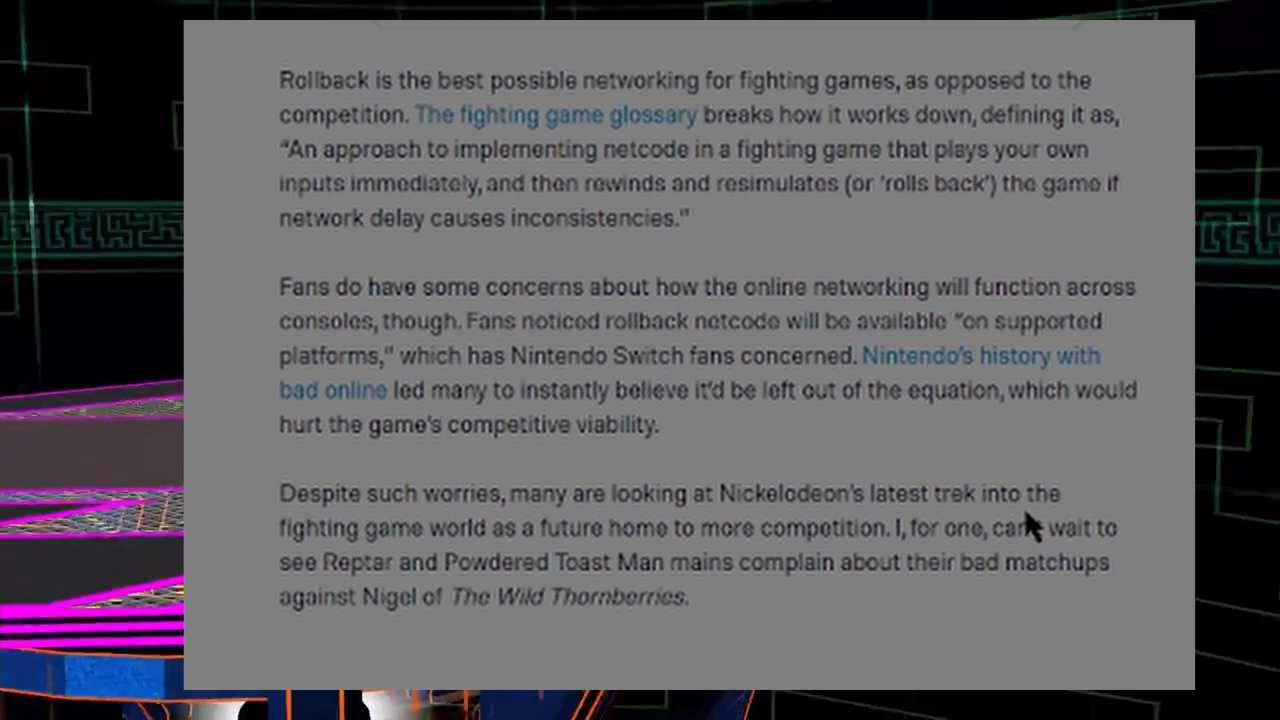 Rollback is the best possible networking for fighting games, as opposed to the
competition. The fighting game glossary breaks how it works down, defining it as,
“An approach to implementing netcode in a fighting game that plays your own
inputs immediately, and then rewinds and resimulates (or ‘rolls back’) the game if
network delay causes inconsistencies.”
Fans do have some concerns about how the online networking will function across
consoles, though. Fans noticed rollback netcode will be available “on supported
platforms,” which has Nintendo Switch fans concerned. Nintendo’s history with
bad online led many to instantly believe it’d be left out of the equation, which would
hurt the game’s competitive viability.
Despite such worries, many are looking at Nickelodeon’s latest trek into the
fighting game world as a future home to more competition. I, for one, can't wait to
see Reptar and Powdered Toast Man mains complain about their bad matchups
against Nigel of The Wild Thornberries.